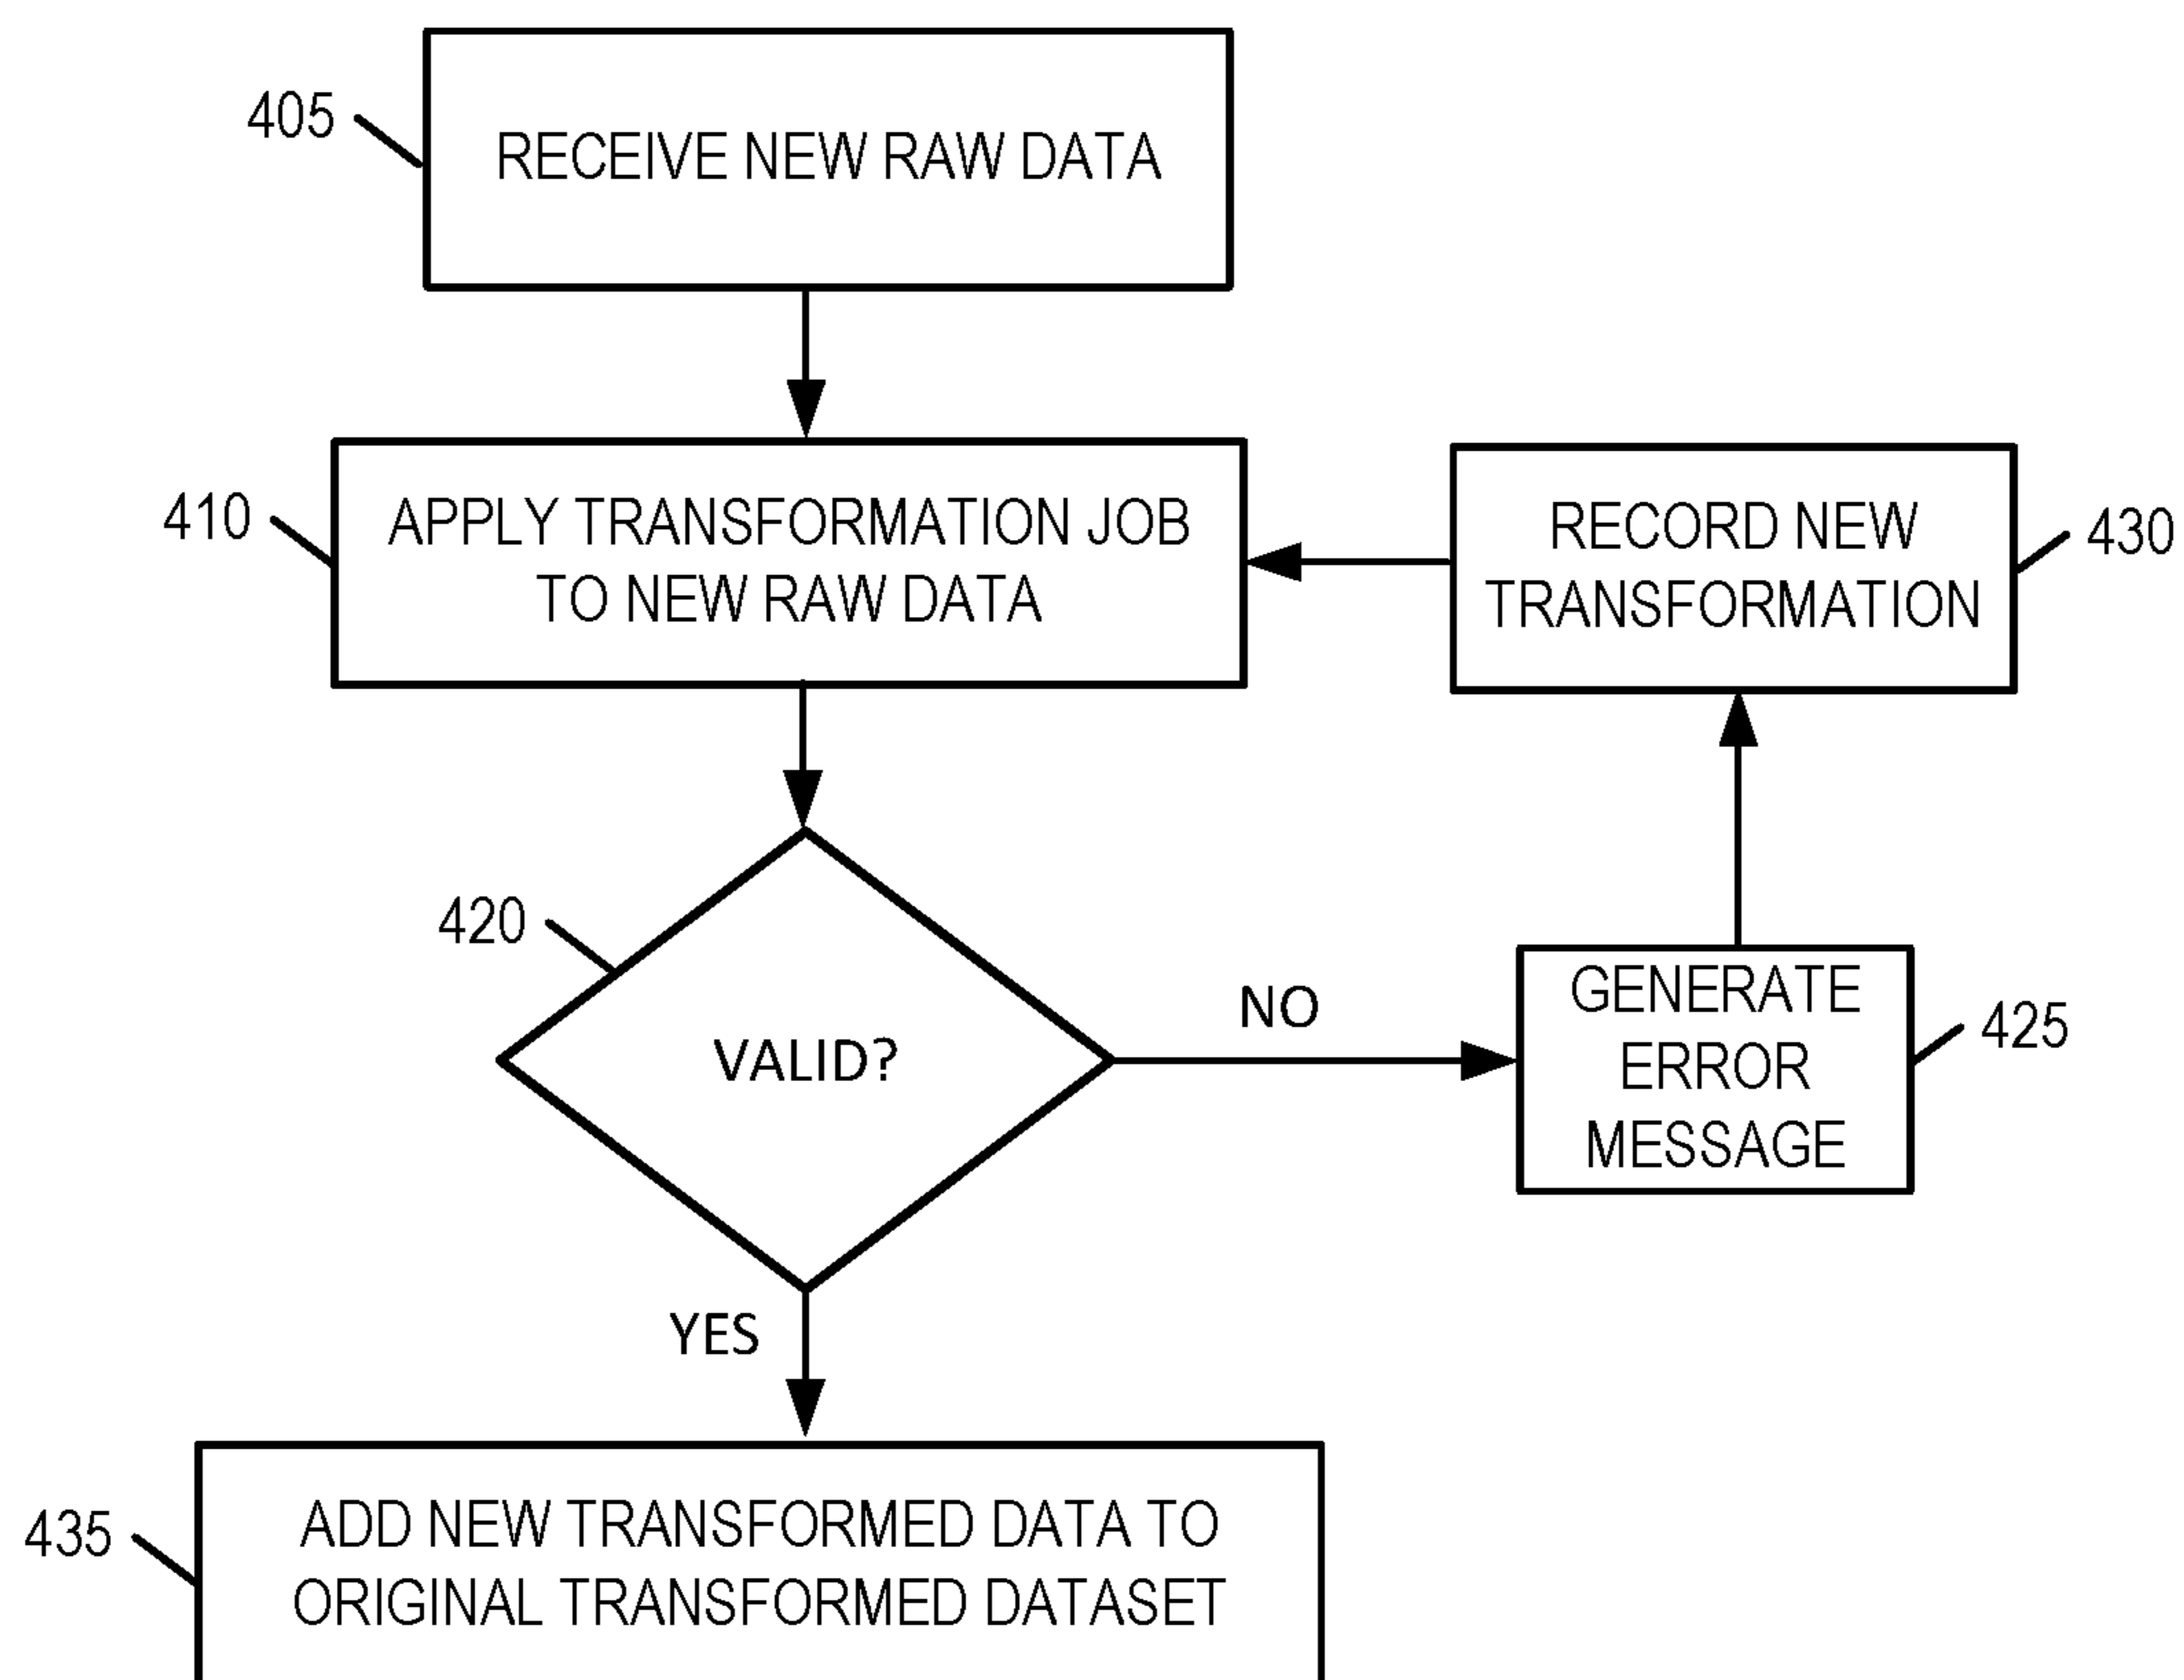 405
RECEIVE NEW RAW DATA
410
APPLY TRANSFORMATION JOB
TO NEW RAW DATA
RECORD NEW
TRANSFORMATION
430
420
VALID?
NO
GENERATE
ERROR
MESSAGE
425
YES
435
ADD NEW TRANSFORMED DATA TO
ORIGINAL TRANSFORMED DATASET